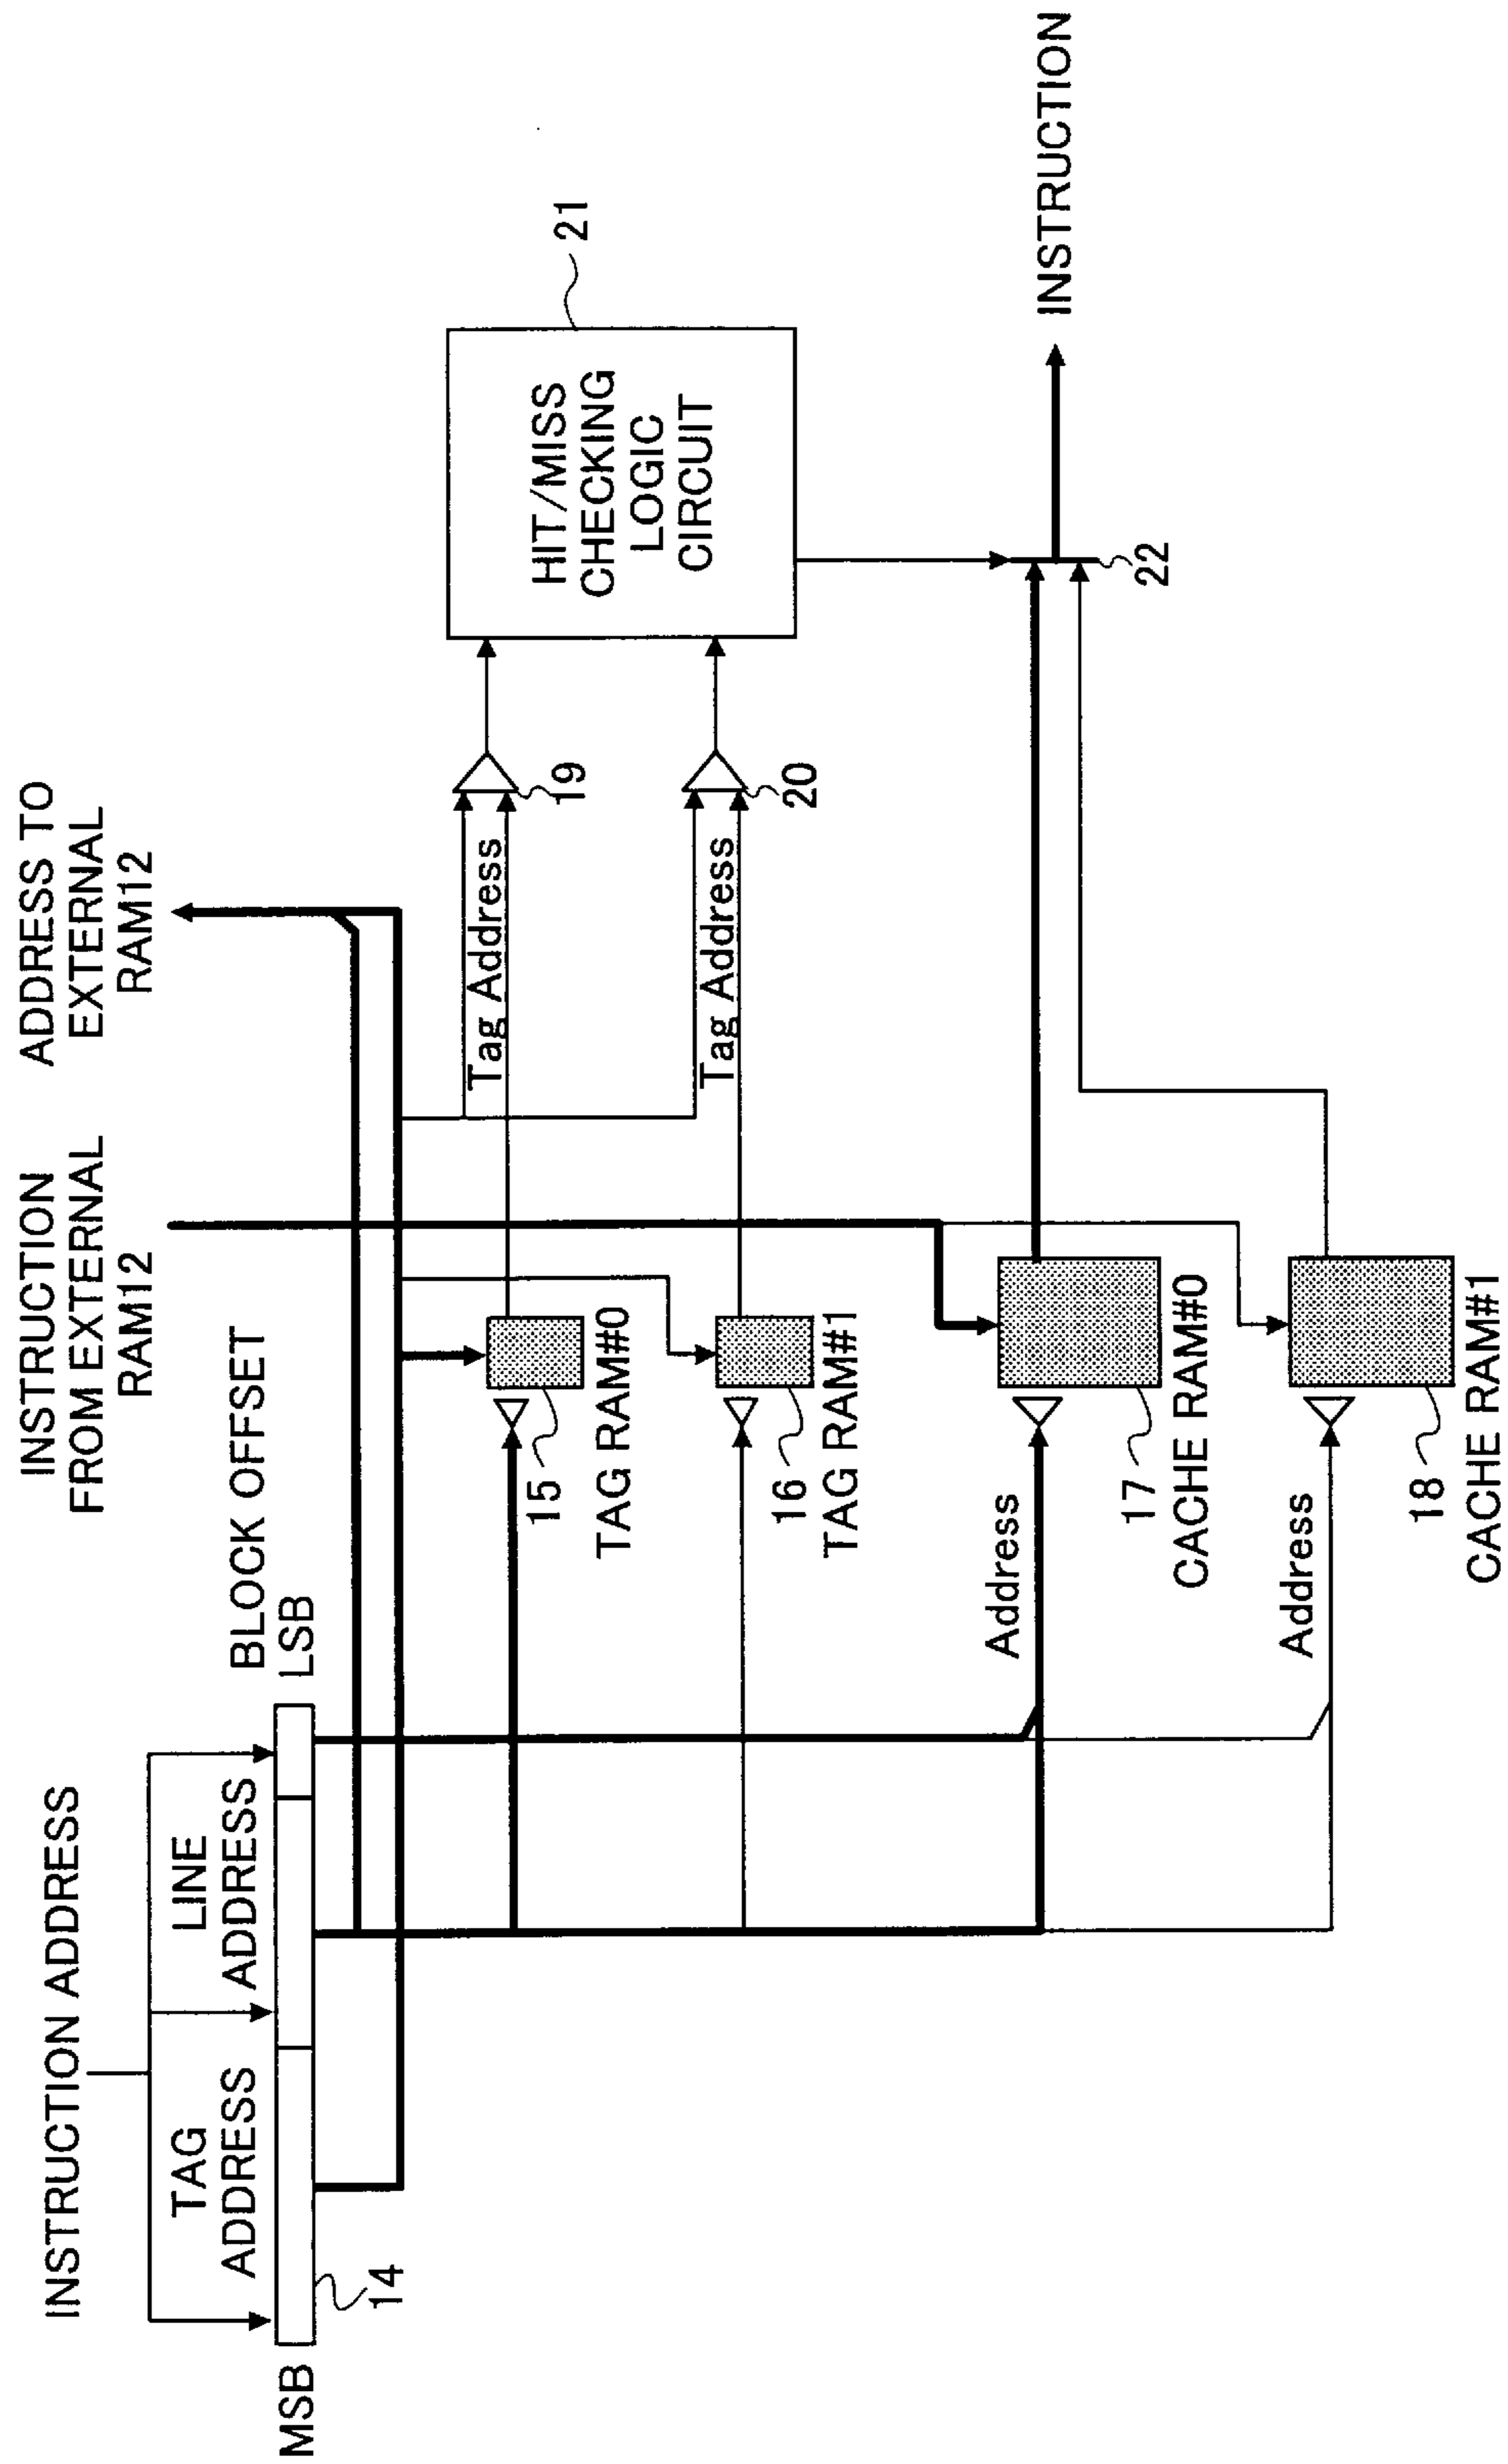 INSTRUCTION ADDRESS
TAG
ADDRESS
LINE
ADDRESS
BLOCK OFFSET
MSB
LSB
14
INSTRUCTION
FROM EXTERNAL
RAM12
ADDRESS TO
EXTERNAL
RAM12
15
TAG RAM#0
Tag Address
19
16
TAG RAM#1
Tag Address
20
HIT/MISS
CHECKING
LOGIC
CIRCUIT
21
Address
17
CACHE RAM#0
Address
18
CACHE RAM#1
22
INSTRUCTION